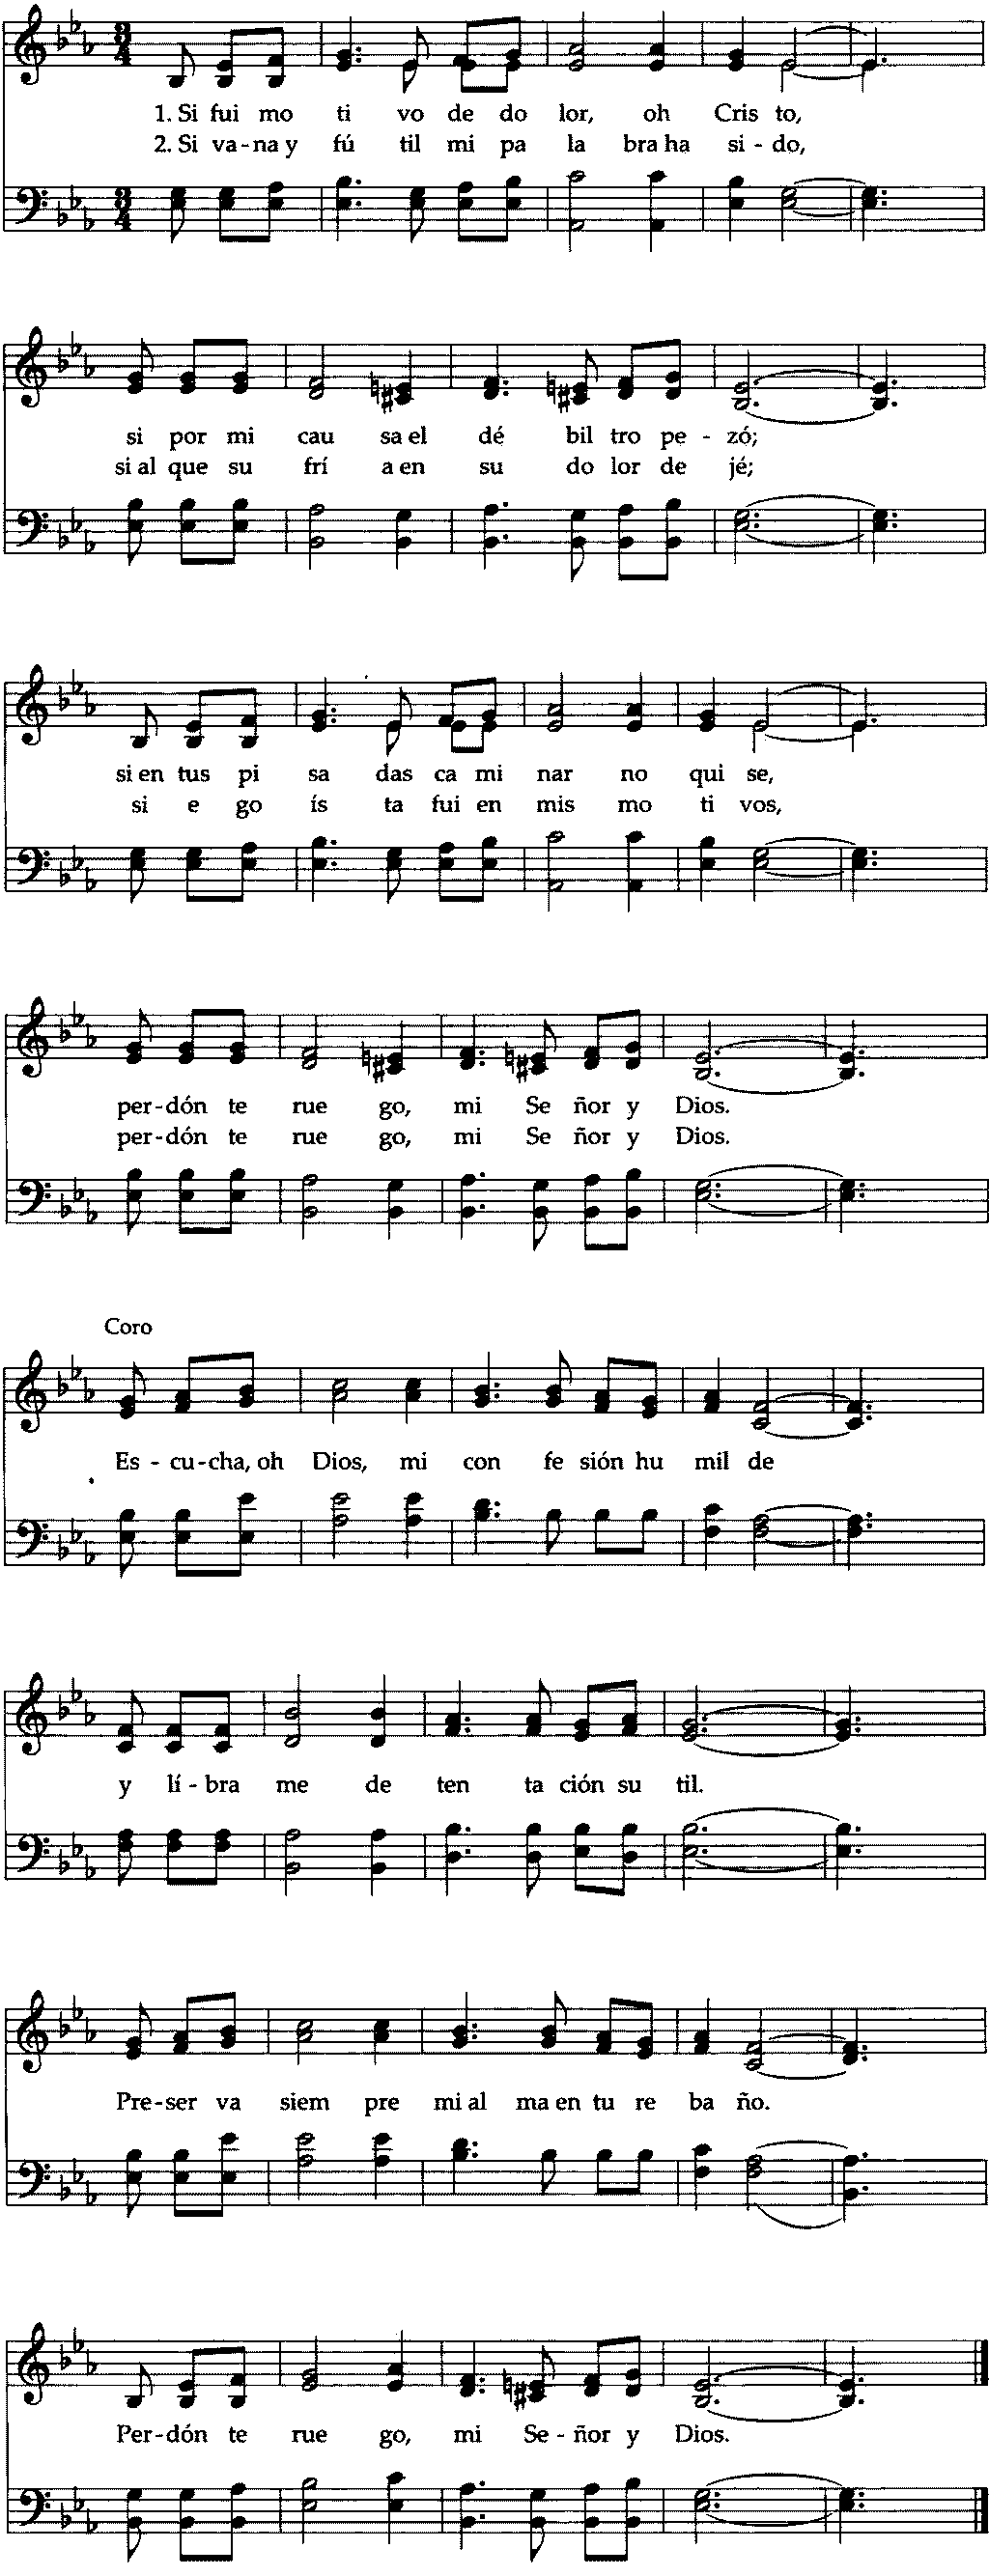 1. Si fui mo ti vo de do lor, oh Cris to,
2. Si va-na y fú til mi pa la bra ha si-do,
si por mi cau sa el dé bil tro pe-zó;
si al que su frí a en su do lor de jé;
si en tus pi sa das ca mi nar no qui se,
si e go ís ta fui en mis mo ti vos,
per-dón te rue go, mi Se ñor y Dios.
per-dón te rue go, mi Se ñor y Dios.
Coro
Es-cu-cha, oh Dios, mi con fe sión hu mil de
y lí-bra me de ten ta ción su til.
Pre-ser va siem pre mi al ma en tu re ba ño.
Per-dón te rue go, mi Se-ñor y Dios.